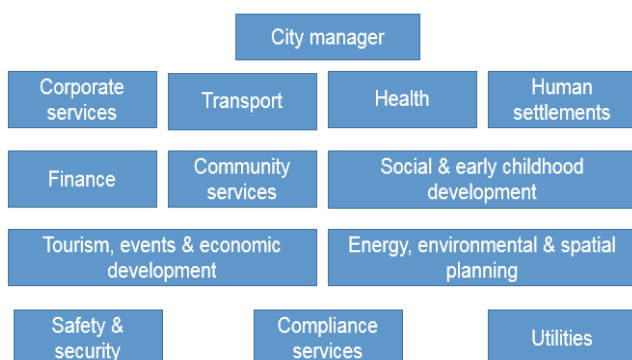 City manager
Corporate
services
Transport
Health
Human
settlements
Finance
Community
services
Social & early childhood
development
Tourism, events & economic
development
Energy, environmental & spatial
planning
Safety &
security
Compliance
services
Utilities